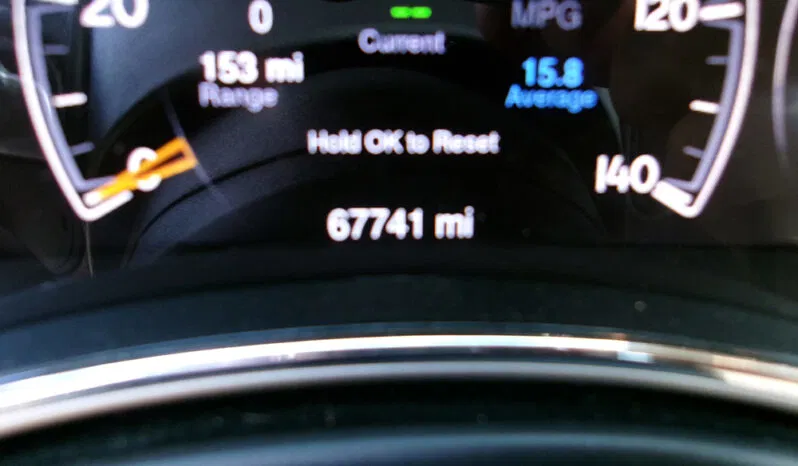 20 0 MPG 120
Current
153 mi 15.8
Range Average
Hold OK to Reset
0 140
67741 mi